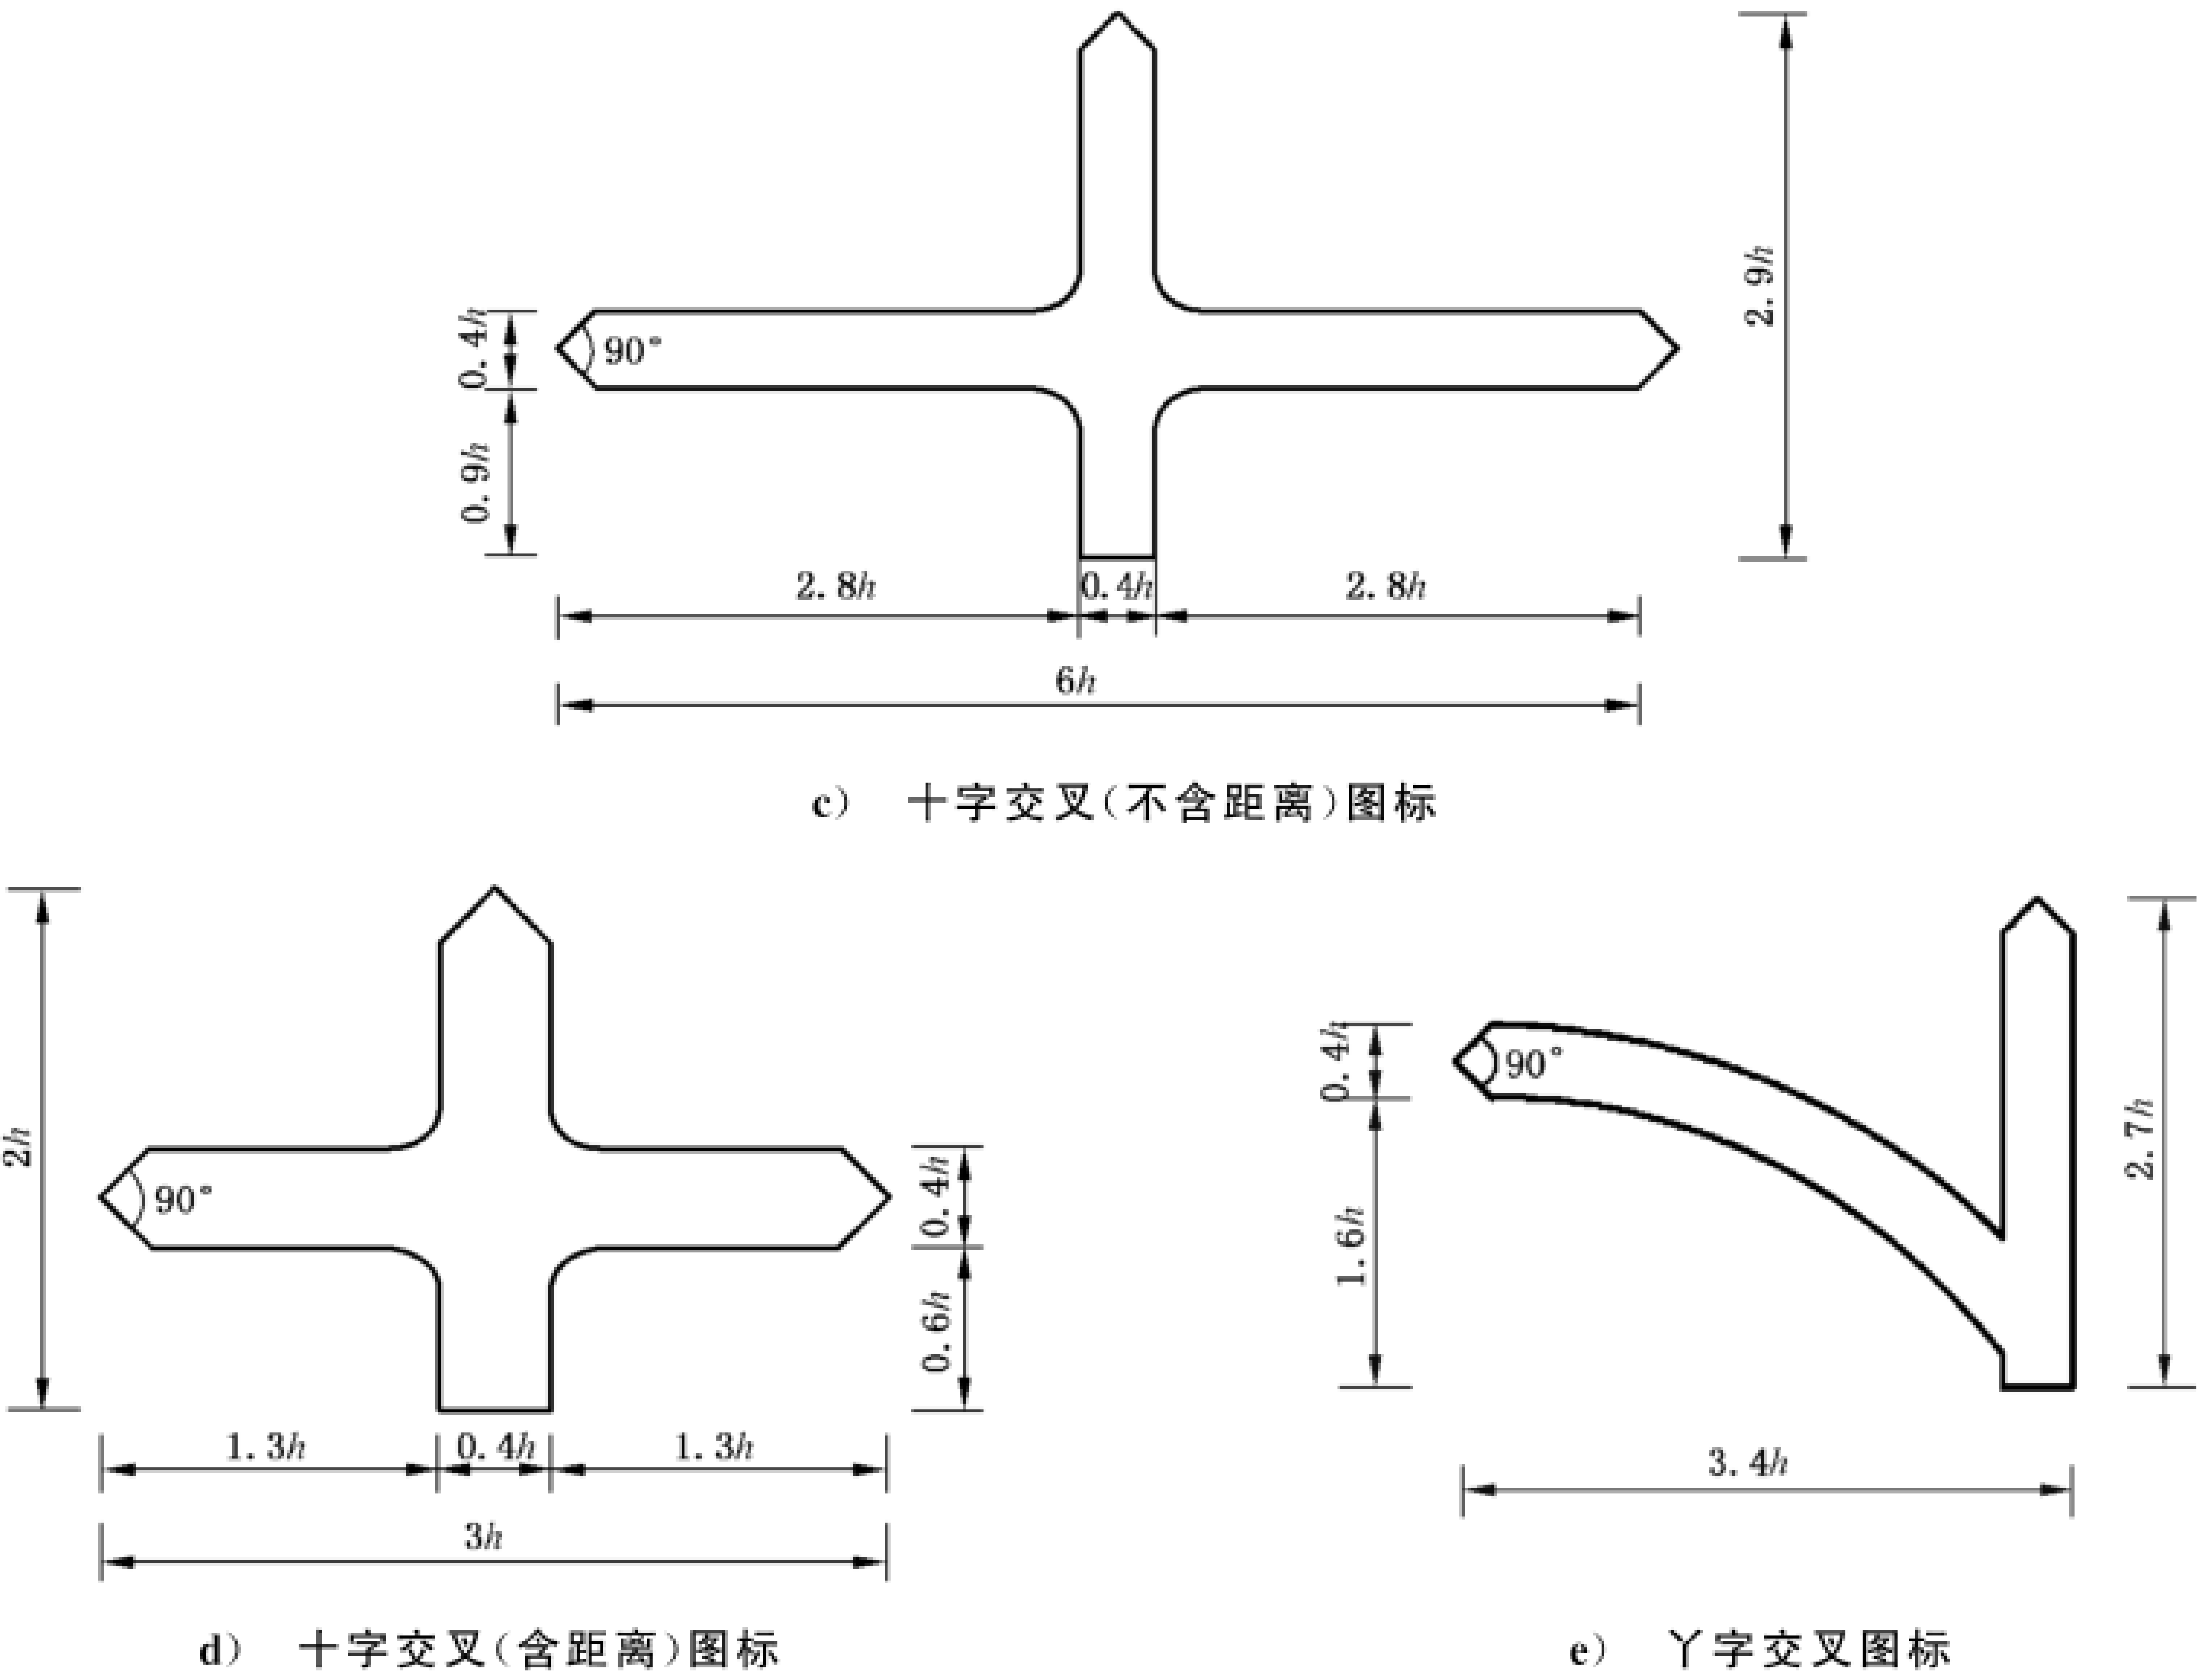 2.9h
0.4h
90°
0.9h
2.8h 0.4h 2.8h
6h
c) 十字交叉(不含距离)图标
2h
90°
0.4h
0.6h
1.3h 0.4h 1.3h
3h
d) 十字交叉(含距离)图标
0.4h
90°
1.6h
2.7h
3.4h
e) 丫字交叉图标